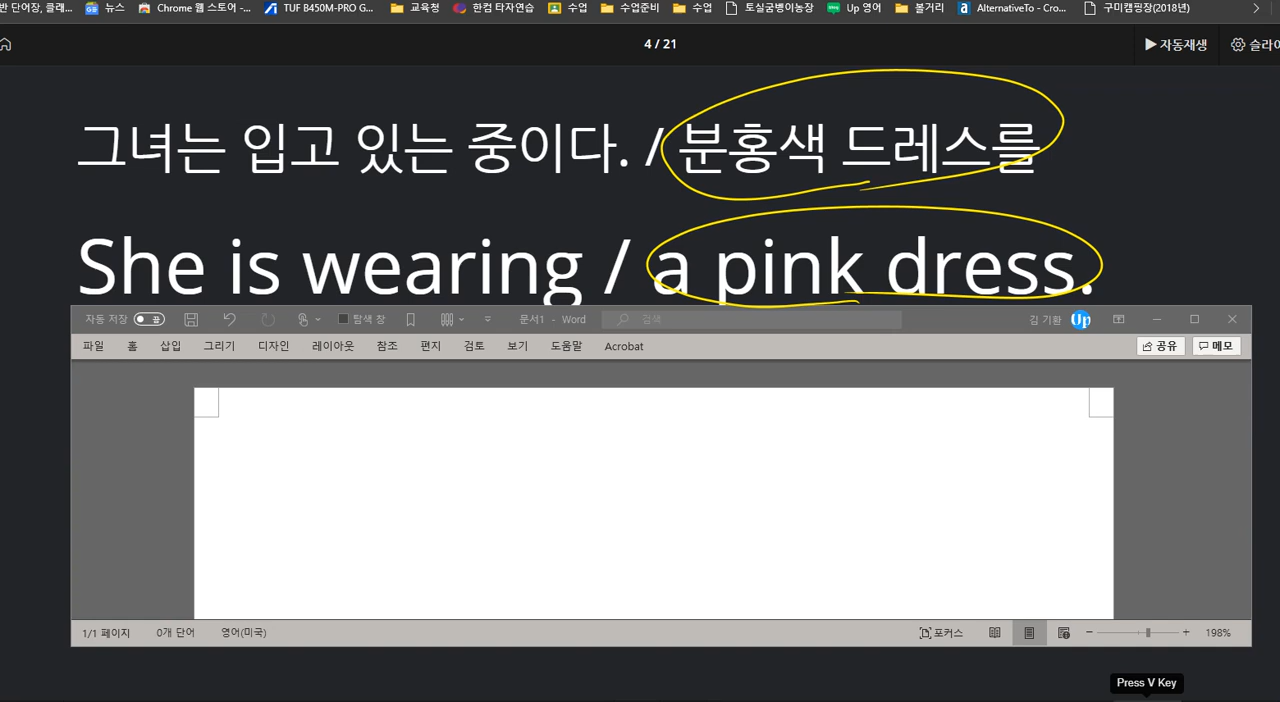 반 단어장, 클래... 뉴스 Chrome 웹 스토어 -... TUF B450M-PRO G... 교육청 한컴 타자연습 수업 수업준비 수업 토실굼벵이농장 Up 영어 볼거리 AlternativeTo - Cro... 구미캠핑장(2018년)
4 / 21
자동재생 슬라이
그녀는 입고 있는 중이다. / 분홍색 드레스를
She is wearing / a pink dress.
자동 저장 끔 탐색 창 문서1 - Word 검색 김 기환 Up
파일 홈 삽입 그리기 디자인 레이아웃 참조 편지 검토 보기 도움말 Acrobat 공유 메모
1/1 페이지 0개 단어 영어(미국) 포커스 198%
Press V Key